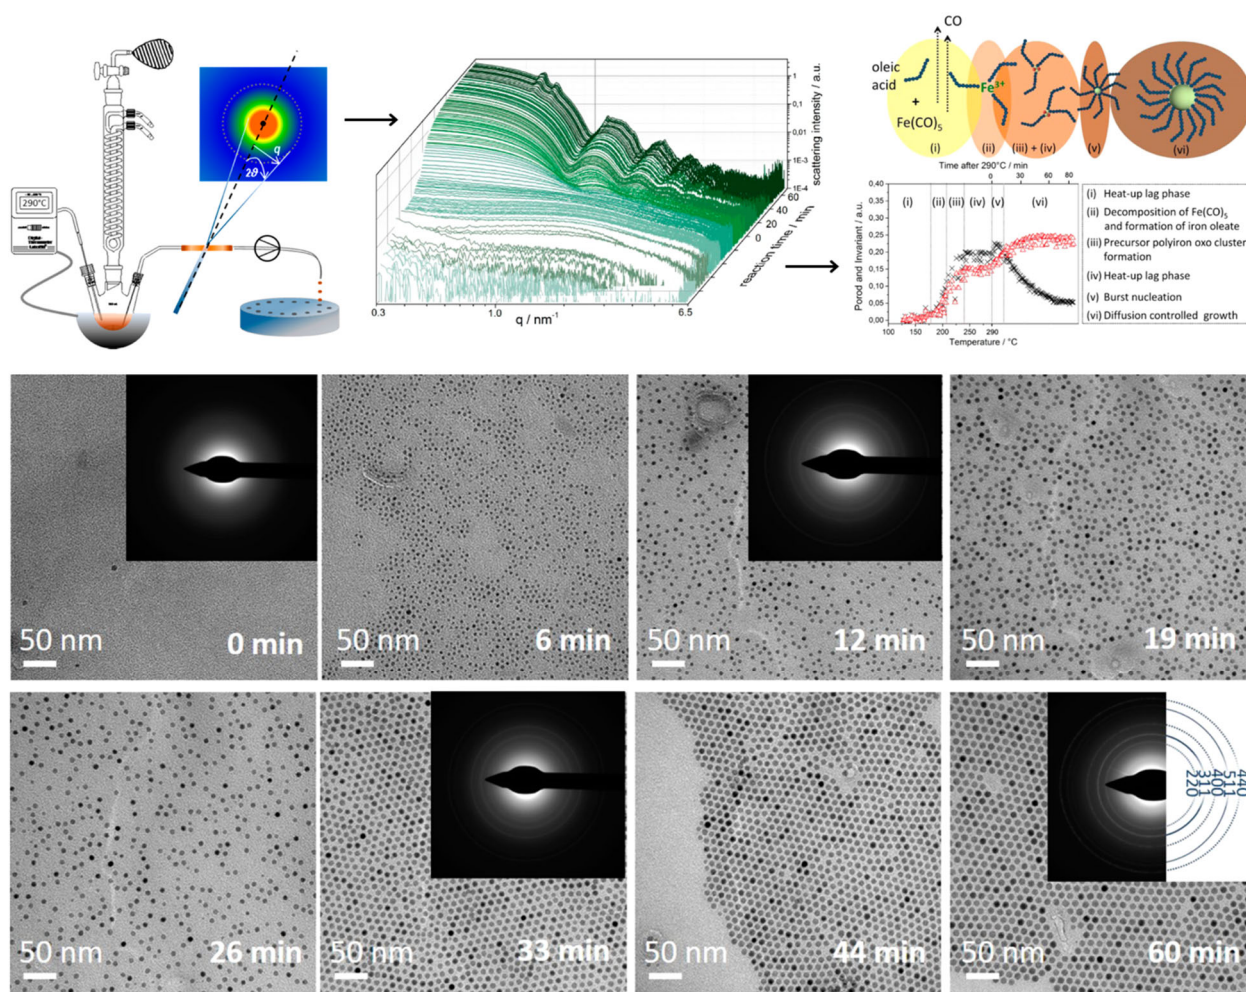 290°C
2ϑ
q
scattering intensity / a.u.
1
0,1
0,01
1E-3
1E-4
60
40
20
0
reaction time / min
0.3
1.0
6.5
q / nm⁻¹
CO
oleic
acid
+
Fe(CO)₅
Fe³⁺
(i)
(ii)
(iii) + (iv)
(v)
(vi)
Time after 290°C / min
0 30 60 80
Porod and Invariant / a.u.
0,40
0,35
0,30
0,25
0,20
0,15
0,10
0,05
0,00
(i) (ii) (iii) (iv) (v) (vi)
100 150 200 250 290
Temperature / °C
(i) Heat-up lag phase
(ii) Decomposition of Fe(CO)₅
and formation of iron oleate
(iii) Precursor polyiron oxo cluster
formation
(iv) Heat-up lag phase
(v) Burst nucleation
(vi) Diffusion controlled growth
50 nm 0 min
50 nm 6 min
50 nm 12 min
50 nm 19 min
50 nm 26 min
50 nm 33 min
50 nm 44 min
220
311
400
511
440
50 nm 60 min